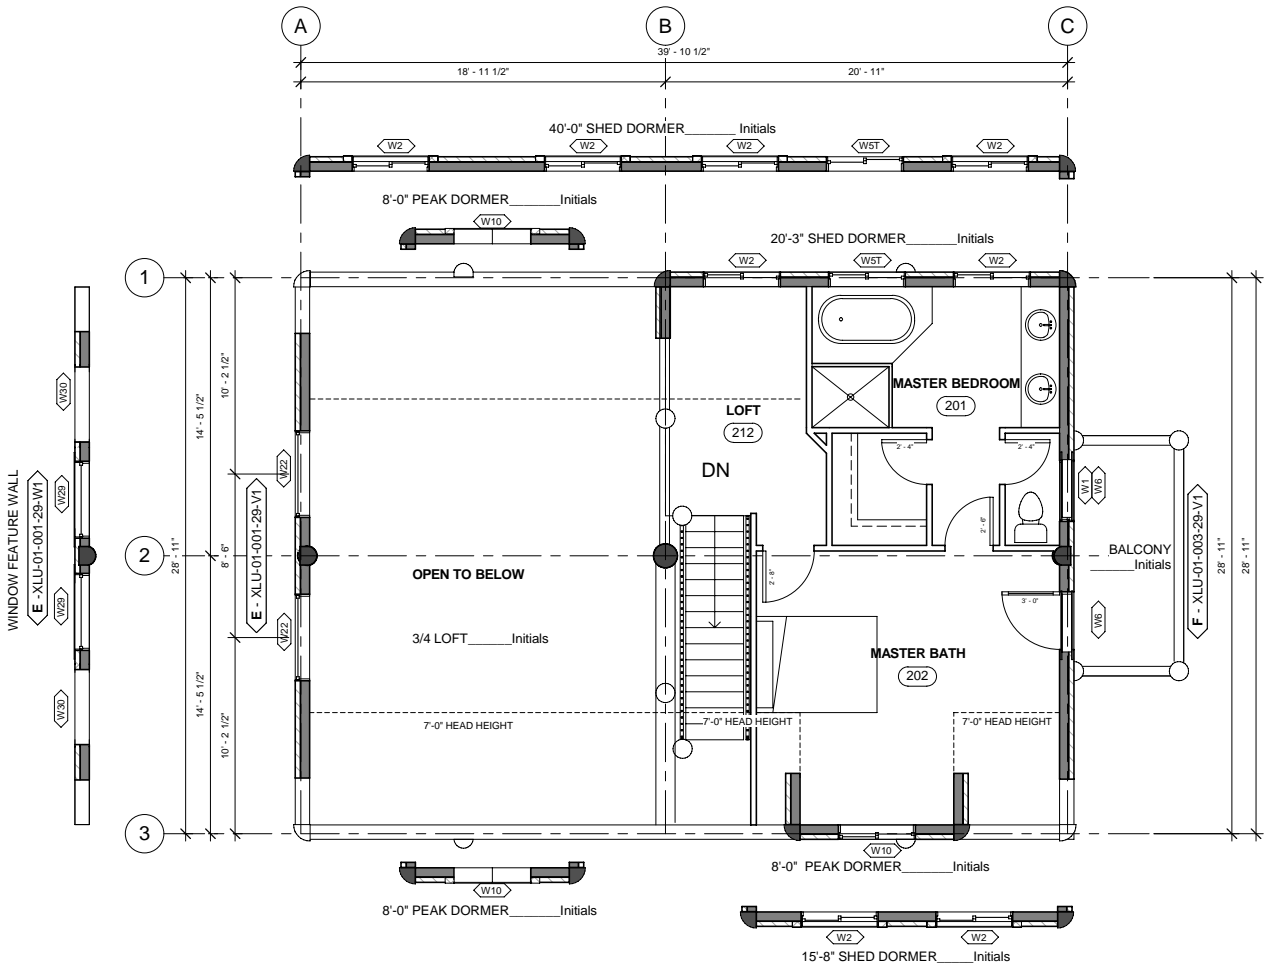 A
B
C
39' - 10 1/2"
18' - 11 1/2"
20' - 11"
40'-0" SHED DORMER_______ Initials
W2
W2
W2
W5T
W2
8'-0" PEAK DORMER_______Initials
W10
20'-3" SHED DORMER_______Initials
W2
W5T
W2
1
2
3
WINDOW FEATURE WALL
E -XLU-01-001-29-W1
W30
W29
W29
W30
28' - 11"
14' - 5 1/2"
14' - 5 1/2"
10' - 2 1/2"
8' - 6"
10' - 2 1/2"
E - XLU-01-001-29-V1
W22
W22
MASTER BEDROOM
201
LOFT
212
DN
2' - 4"
2' - 4"
2' - 6"
2' - 8"
3' - 0"
W1
W6
W6
BALCONY
______Initials
F - XLU-01-003-29-V1
28' - 11"
28' - 11"
OPEN TO BELOW
3/4 LOFT______Initials
MASTER BATH
202
7'-0" HEAD HEIGHT
7'-0" HEAD HEIGHT
7'-0" HEAD HEIGHT
W10
8'-0" PEAK DORMER_______Initials
W10
8'-0" PEAK DORMER_______Initials
W2
W2
15'-8" SHED DORMER_____Initials